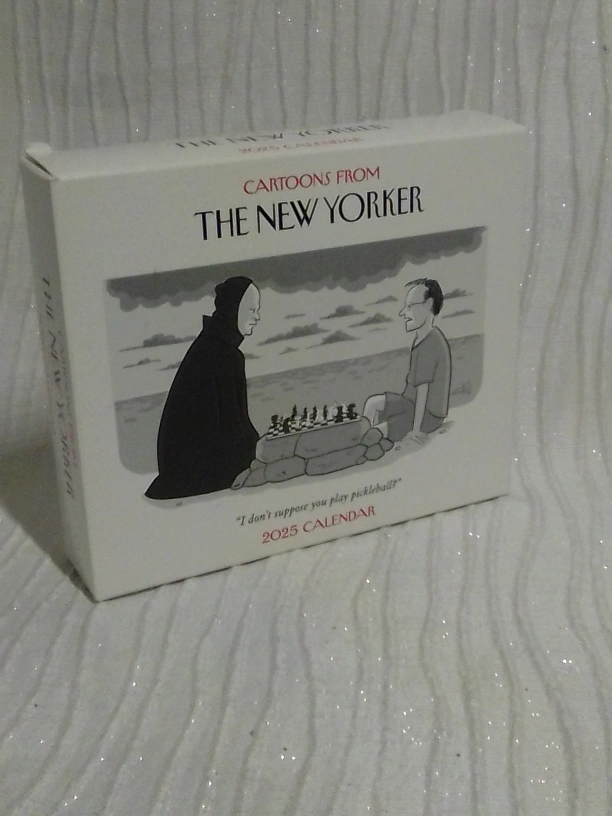 THE NEW YORKER
2025 CALENDAR
CARTOONS FROM
THE NEW YORKER
"I don't suppose you play pickleball?"
2025 CALENDAR
THE NEW YORKER